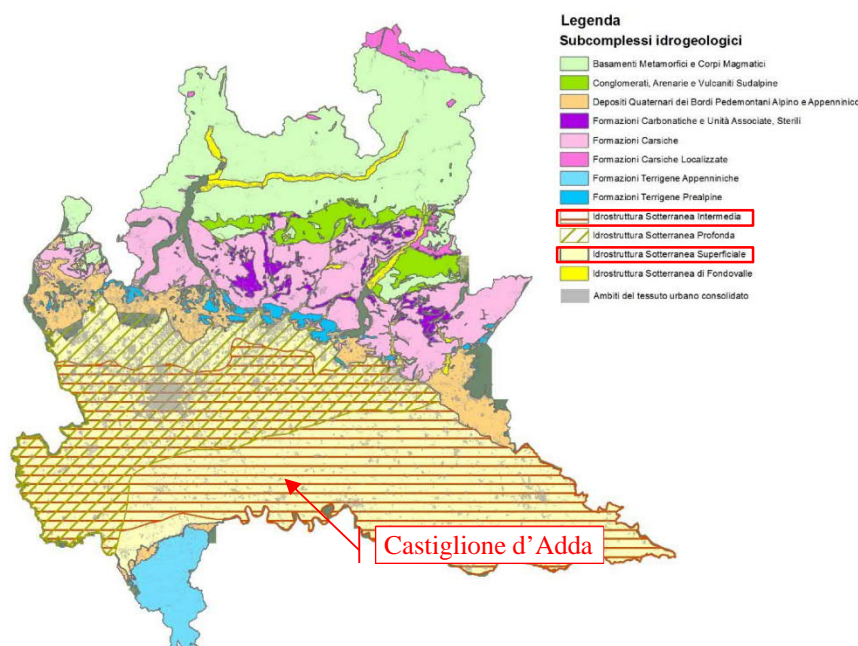 Legenda
Subcomplessi idrogeologici
Basamenti Metamorfici e Corpi Magmatici
Conglomerati, Arenarie e Vulcaniti Sudalpine
Depositi Quaternari dei Bordi Pedemontani Alpino e Appenninico
Formazioni Carbonatiche e Unità Associate, Sterili
Formazioni Carsiche
Formazioni Carsiche Localizzate
Formazioni Terrigene Appenniniche
Formazioni Terrigene Prealpine
Idrostruttura Sotterranea Intermedia
Idrostruttura Sotterranea Profonda
Idrostruttura Sotterranea Superficiale
Idrostruttura Sotterranea di Fondovalle
Ambiti del tessuto urbano consolidato
Castiglione d'Adda